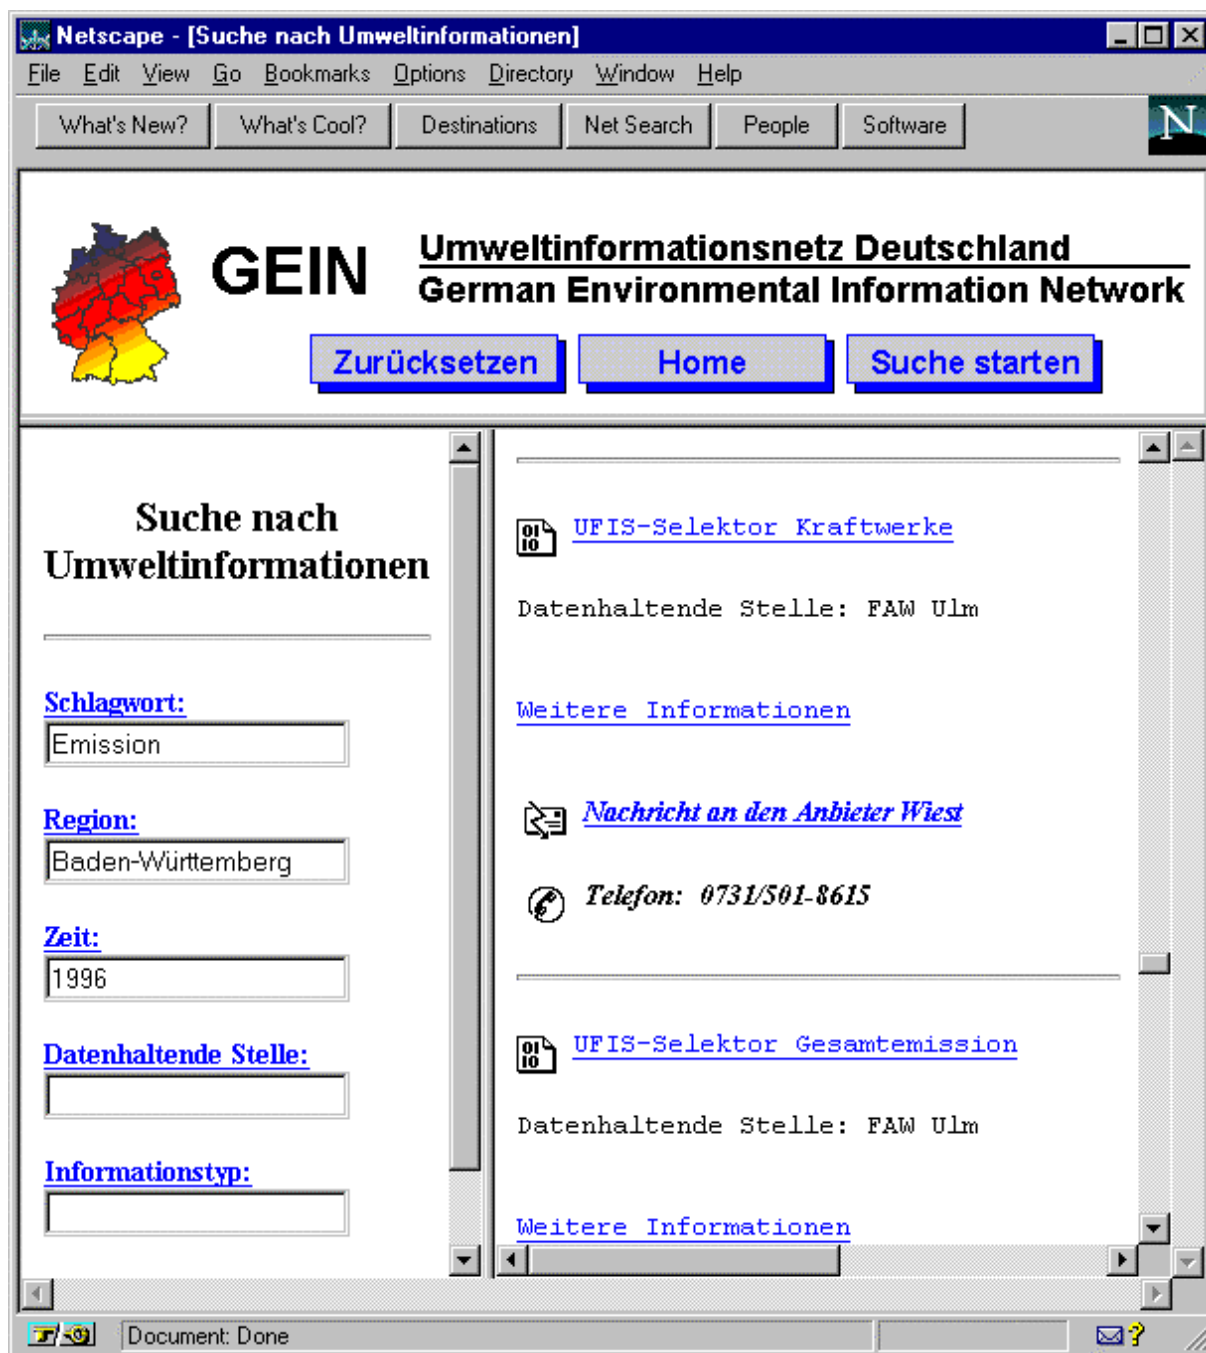 Netscape - [Suche nach Umweltinformationen]
File Edit View Go Bookmarks Options Directory Window Help
What's New? What's Cool? Destinations Net Search People Software
N
GEIN
Umweltinformationsnetz Deutschland
German Environmental Information Network
Zurücksetzen Home Suche starten
Suche nach
Umweltinformationen
Schlagwort:
Emission
Region:
Baden-Württemberg
Zeit:
1996
Datenhaltende Stelle:
Informationstyp:
UFIS-Selektor Kraftwerke
Datenhaltende Stelle: FAW Ulm
Weitere Informationen
Nachricht an den Anbieter Wiest
Telefon: 0731/501-8615
UFIS-Selektor Gesamtemission
Datenhaltende Stelle: FAW Ulm
Weitere Informationen
Document: Done